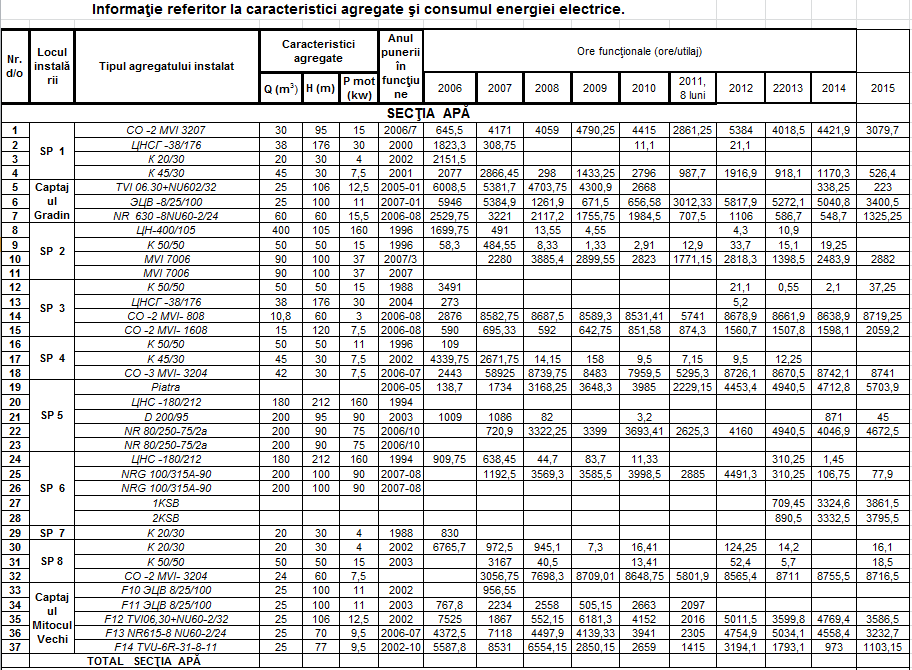 Informaţie referitor la caracteristici agregate şi consumul energiei electrice.
Nr. d/o | Locul instalării | Tipul agregatului instalat | Caracteristici agregate | Anul punerii în funcţiune | Ore funcţionale (ore/utilaj)
Q (m³) | H (m) | P mot (kw) | 2006 | 2007 | 2008 | 2009 | 2010 | 2011, 8 luni | 2012 | 22013 | 2014 | 2015
SECŢIA APĂ
1 | SP 1 | CO -2 MVI 3207 | 30 | 95 | 15 | 2006/7 | 645,5 | 4171 | 4059 | 4790,25 | 4415 | 2861,25 | 5384 | 4018,5 | 4421,9 | 3079,7
2 | ЦНСГ -38/176 | 38 | 176 | 30 | 2000 | 1823,3 | 308,75 | 11,1 | 21,1
3 | K 20/30 | 20 | 30 | 4 | 2002 | 2151,5
4 | K 45/30 | 45 | 30 | 7,5 | 2001 | 2077 | 2866,45 | 298 | 1433,25 | 2796 | 987,7 | 1916,9 | 918,1 | 1170,3 | 526,4
5 | Captajul Gradin | TVI 06.30+NU602/32 | 25 | 106 | 12,5 | 2005-01 | 6008,5 | 5381,7 | 4703,75 | 4300,9 | 2668 | 338,25 | 223
6 | ЭЦВ -8/25/100 | 25 | 100 | 11 | 2007-01 | 5946 | 5384,9 | 1261,9 | 671,5 | 656,58 | 3012,33 | 5817,9 | 5272,1 | 5040,8 | 3400,5
7 | NR 630 -8NU60-2/24 | 60 | 60 | 15,5 | 2006-08 | 2529,75 | 3221 | 2117,2 | 1755,75 | 1984,5 | 707,5 | 1106 | 586,7 | 548,7 | 1325,25
8 | SP 2 | ЦН-400/105 | 400 | 105 | 160 | 1996 | 1699,75 | 491 | 13,55 | 4,55 | 4,3 | 10,9
9 | K 50/50 | 50 | 50 | 15 | 1996 | 58,3 | 484,55 | 8,33 | 1,33 | 2,91 | 12,9 | 33,7 | 15,1 | 19,25
10 | MVI 7006 | 90 | 100 | 37 | 2007/3 | 2280 | 3885,4 | 2899,55 | 2823 | 1771,15 | 2818,3 | 1398,5 | 2483,9 | 2882
11 | MVI 7006 | 90 | 100 | 37 | 2007
12 | SP 3 | K 50/50 | 50 | 50 | 15 | 1988 | 3491 | 21,1 | 0,55 | 2,1 | 37,25
13 | ЦНСГ -38/176 | 38 | 176 | 30 | 2004 | 273 | 5,2
14 | CO -2 MVI- 808 | 10,8 | 60 | 3 | 2006-08 | 2876 | 8582,75 | 8687,5 | 8589,3 | 8531,41 | 5741 | 8678,9 | 8661,9 | 8638,9 | 8719,25
15 | CO -2 MVI- 1608 | 15 | 120 | 7,5 | 2006-08 | 590 | 695,33 | 592 | 642,75 | 851,58 | 874,3 | 1560,7 | 1507,8 | 1598,1 | 2059,2
16 | SP 4 | K 50/50 | 50 | 50 | 11 | 1996 | 109
17 | K 45/30 | 45 | 30 | 7,5 | 2002 | 4339,75 | 2671,75 | 14,15 | 158 | 9,5 | 7,15 | 9,5 | 12,25
18 | CO -3 MVI- 3204 | 42 | 30 | 7,5 | 2006-07 | 2443 | 58925 | 8739,75 | 8483 | 7959,5 | 5295,3 | 8726,1 | 8670,5 | 8742,1 | 8741
19 | SP 5 | Piatra | 2006-05 | 138,7 | 1734 | 3168,25 | 3648,3 | 3985 | 2229,15 | 4453,4 | 4940,5 | 4712,8 | 5703,9
20 | ЦНС -180/212 | 180 | 212 | 160 | 1994
21 | D 200/95 | 200 | 95 | 90 | 2003 | 1009 | 1086 | 82 | 3,2 | 871 | 45
22 | NR 80/250-75/2a | 200 | 90 | 75 | 2006/10 | 720,9 | 3322,25 | 3399 | 3693,41 | 2625,3 | 4160 | 4940,5 | 4046,9 | 4672,5
23 | NR 80/250-75/2a | 200 | 90 | 75 | 2006/10
24 | SP 6 | ЦНС -180/212 | 180 | 212 | 160 | 1994 | 909,75 | 638,45 | 44,7 | 83,7 | 11,33 | 310,25 | 1,45
25 | NRG 100/315A-90 | 200 | 100 | 90 | 2007-08 | 1192,5 | 3569,3 | 3585,5 | 3998,5 | 2885 | 4491,3 | 310,25 | 106,75 | 77,9
26 | NRG 100/315A-90 | 200 | 100 | 90 | 2007-08
27 | 1KSB | 709,45 | 3324,6 | 3861,5
28 | 2KSB | 890,5 | 3332,5 | 3795,5
29 | SP 7 | K 20/30 | 20 | 30 | 4 | 1988 | 830
30 | SP 8 | K 20/30 | 20 | 30 | 4 | 2002 | 6765,7 | 972,5 | 945,1 | 7,3 | 16,41 | 124,25 | 14,2 | 16,1
31 | K 50/50 | 50 | 50 | 15 | 2003 | 3167 | 40,5 | 13,41 | 52,4 | 5,7 | 18,5
32 | CO -2 MVI- 3204 | 24 | 60 | 7,5 | 3056,75 | 7698,3 | 8709,01 | 8648,75 | 5801,9 | 8565,4 | 8711 | 8755,5 | 8716,5
33 | Captajul Mitocul Vechi | F10 ЭЦВ 8/25/100 | 25 | 100 | 11 | 2002 | 956,55
34 | F11 ЭЦВ 8/25/100 | 25 | 100 | 11 | 2003 | 767,8 | 2234 | 2558 | 505,15 | 2663 | 2097
35 | F12 TVI06,30+NU60-2/32 | 25 | 106 | 12,5 | 2002 | 7525 | 1867 | 552,15 | 6181,3 | 4152 | 2016 | 5011,5 | 3599,8 | 4769,4 | 3586,5
36 | F13 NR615-8 NU60-2/24 | 25 | 70 | 9,5 | 2006-07 | 4372,5 | 7118 | 4497,9 | 4139,33 | 3941 | 2305 | 4754,9 | 5034,1 | 4558,4 | 3232,7
37 | F14 TVU-6R-31-8-11 | 25 | 77 | 9,5 | 2002-10 | 5587,8 | 8531 | 6554,15 | 2850,15 | 2659 | 1415 | 3194,1 | 1793,1 | 973 | 1103,15
TOTAL SECŢIA APĂ